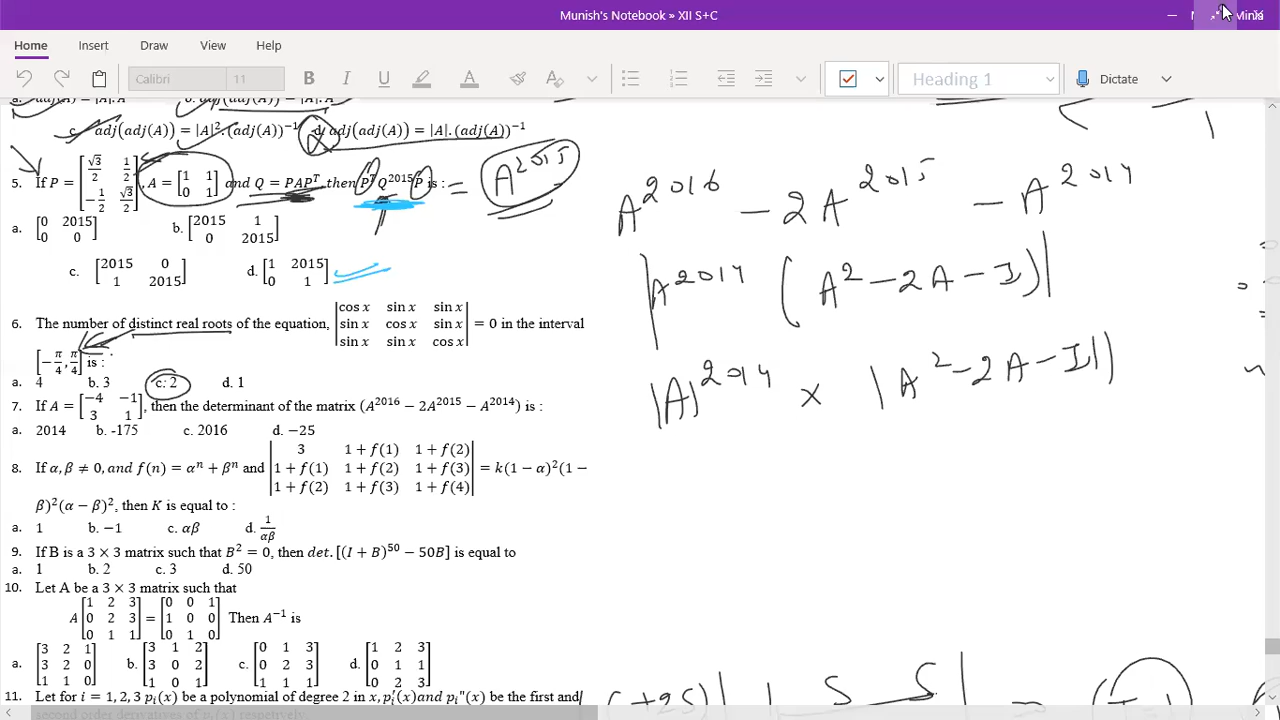 Munish's Notebook » XII S+C
Home Insert Draw View Help
Calibri 11 B I U A Heading 1 Dictate
c. adj(adj(A)) = |A|². (adj(A))⁻¹ d. adj(adj(A)) = |A|. (adj(A))⁻¹
5. If P = [√3/2 1/2; −1/2 √3/2], A = [1 1; 0 1] and Q = PAPᵀ then PᵀQ²⁰¹⁵P is : = A²⁰¹⁵
a. [0 2015; 0 0] b. [2015 1; 0 2015]
c. [2015 0; 1 2015] d. [1 2015; 0 1]
6. The number of distinct real roots of the equation, |cos x sin x sin x; sin x cos x sin x; sin x sin x cos x| = 0 in the interval
[−π/4, π/4] is :
a. 4 b. 3 c. 2 d. 1
7. If A = [−4 −1; 3 1], then the determinant of the matrix (A²⁰¹⁶ − 2A²⁰¹⁵ − A²⁰¹⁴) is :
a. 2014 b. -175 c. 2016 d. −25
8. If α, β ≠ 0, and f(n) = αⁿ + βⁿ and |3 1 + f(1) 1 + f(2); 1 + f(1) 1 + f(2) 1 + f(3); 1 + f(2) 1 + f(3) 1 + f(4)| = k(1 − α)²(1 −
β)²(α − β)², then K is equal to :
a. 1 b. −1 c. αβ d. 1/αβ
9. If B is a 3 × 3 matrix such that B² = 0, then det. [(I + B)⁵⁰ − 50B] is equal to
a. 1 b. 2 c. 3 d. 50
10. Let A be a 3 × 3 matrix such that
A [1 2 3; 0 2 3; 0 1 1] = [0 0 1; 1 0 0; 0 1 0] Then A⁻¹ is
a. [3 2 1; 3 2 0; 1 1 0] b. [3 1 2; 3 0 2; 1 0 1] c. [0 1 3; 0 2 3; 1 1 1] d. [1 2 3; 0 1 1; 0 2 3]
11. Let for i = 1, 2, 3 pᵢ(x) be a polynomial of degree 2 in x, pᵢ′(x)and pᵢ"(x) be the first and
second order derivatives of pᵢ(x)
A²⁰¹⁶ − 2A²⁰¹⁵ − A²⁰¹⁴
|A²⁰¹⁴ (A² − 2A − I)|
|A|²⁰¹⁴ × |A² − 2A − I|